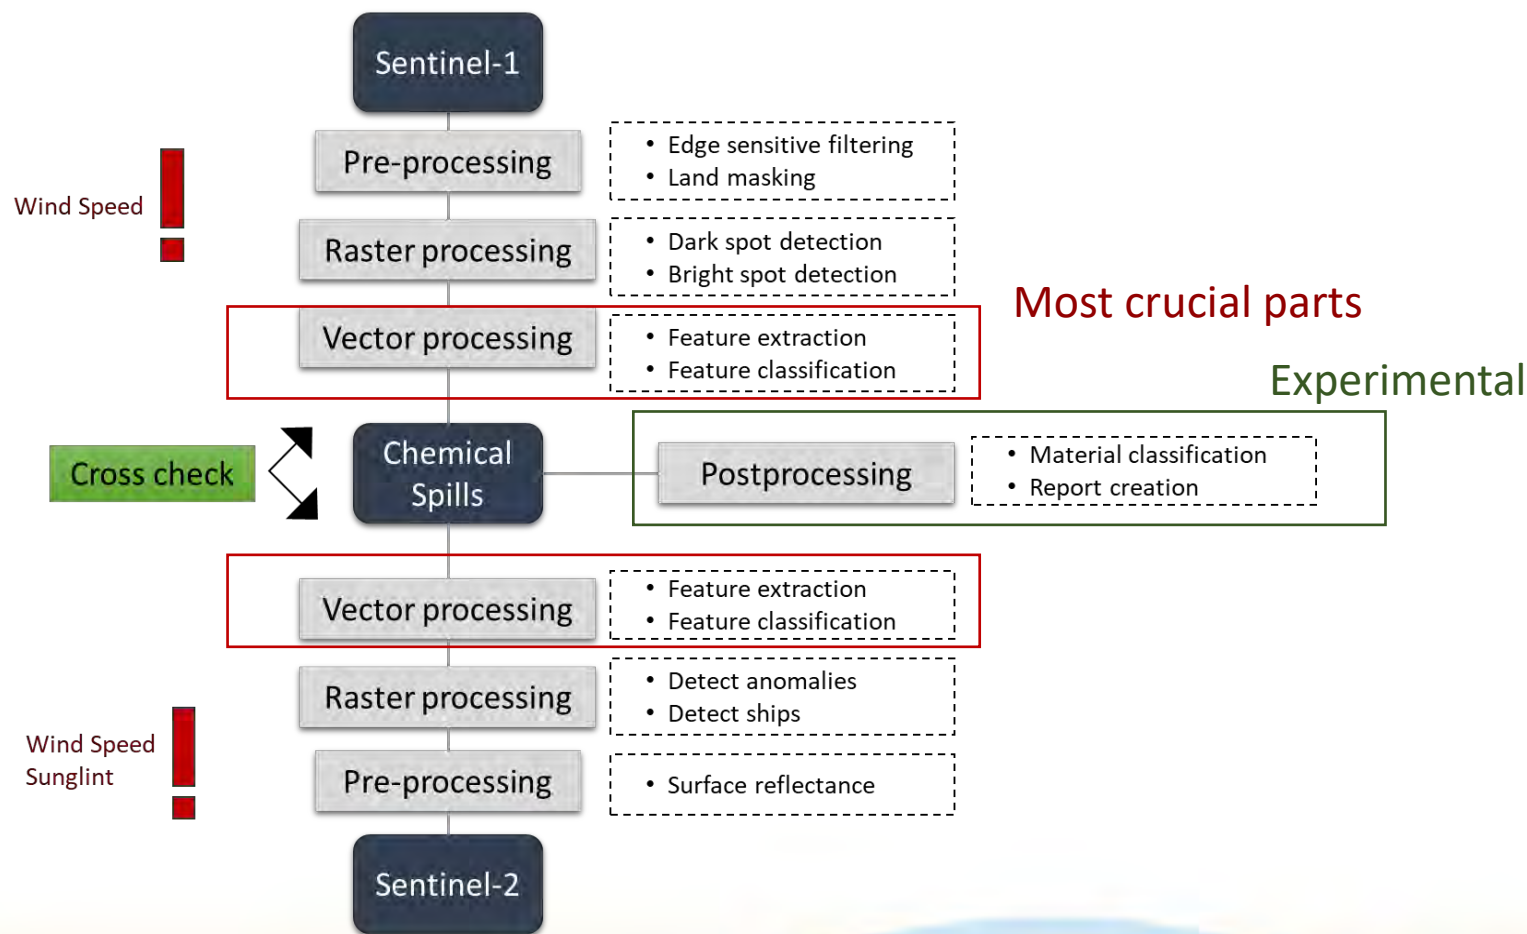 Sentinel-1
Pre-processing
• Edge sensitive filtering
• Land masking
Wind Speed
Raster processing
• Dark spot detection
• Bright spot detection
Most crucial parts
Vector processing
• Feature extraction
• Feature classification
Experimental
Cross check
Chemical
Spills
Postprocessing
• Material classification
• Report creation
Vector processing
• Feature extraction
• Feature classification
Raster processing
• Detect anomalies
• Detect ships
Wind Speed
Sunglint
Pre-processing
• Surface reflectance
Sentinel-2